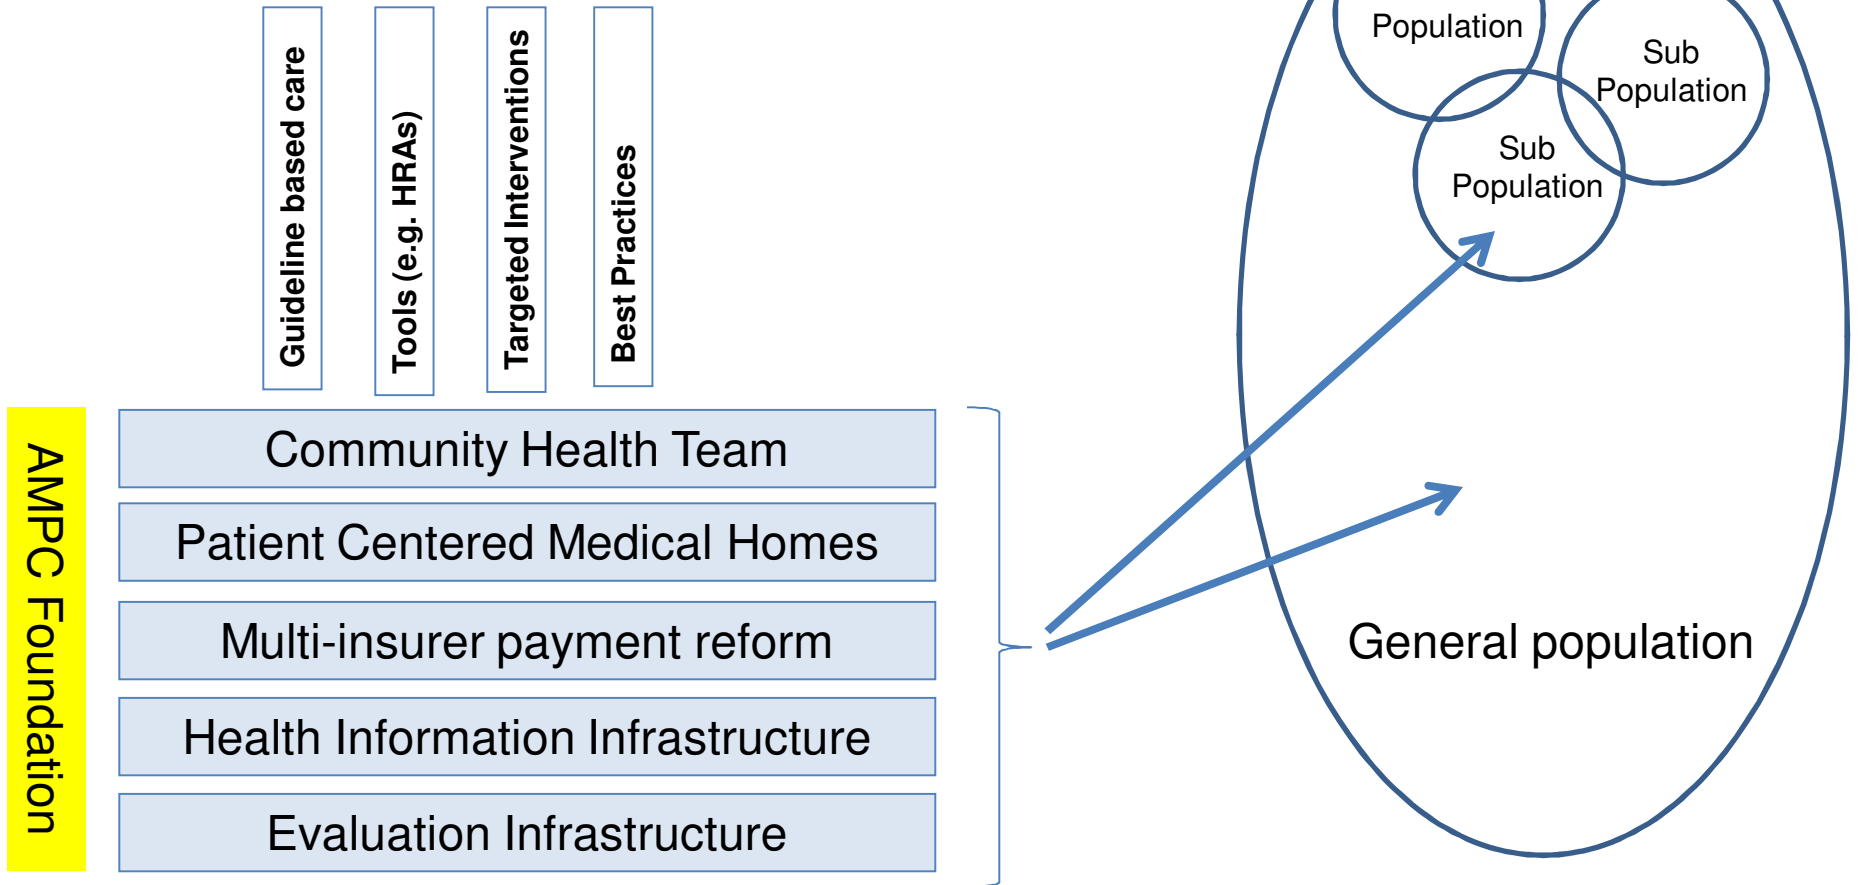 Guideline based care
Tools (e.g. HRAs)
Targeted Interventions
Best Practices
AMPC Foundation
Community Health Team
Patient Centered Medical Homes
Multi-insurer payment reform
Health Information Infrastructure
Evaluation Infrastructure
Population
Sub
Population
Sub
Population
General population